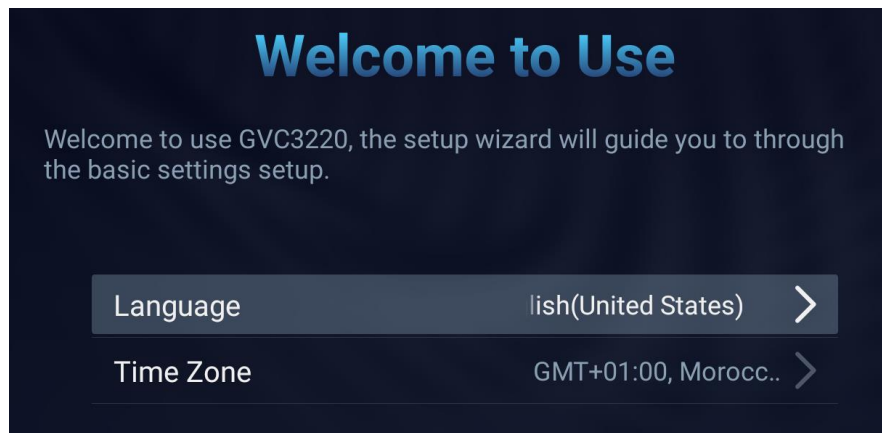 Welcome to Use
Welcome to use GVC3220, the setup wizard will guide you to through
the basic settings setup.
Language lish(United States)
Time Zone GMT+01:00, Morocc..